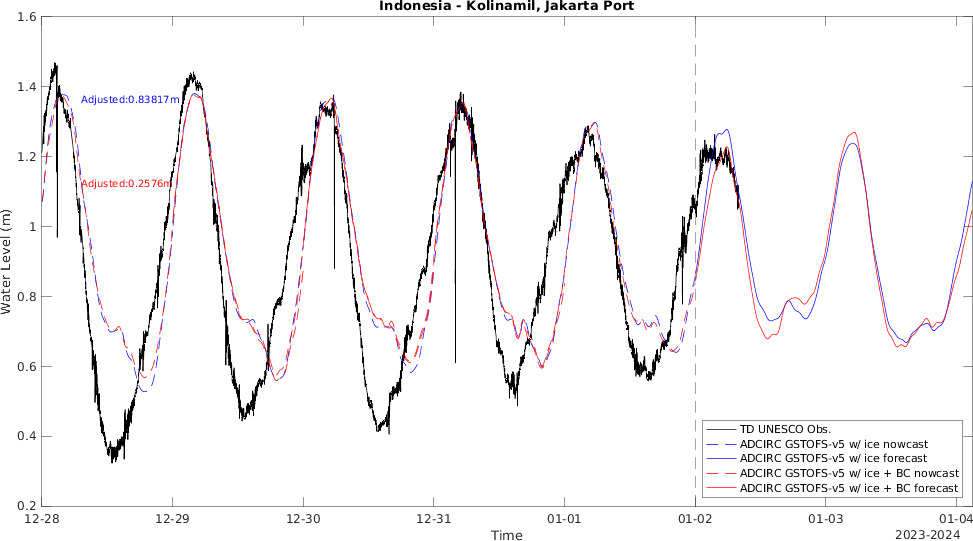 Indonesia - Kolinamil, Jakarta Port
1.6
1.4
1.2
1
0.8
0.6
0.4
0.2
Water Level (m)
Adjusted:0.83817m
Adjusted:0.2576m
TD UNESCO Obs.
ADCIRC GSTOFS-v5 w/ ice nowcast
ADCIRC GSTOFS-v5 w/ ice forecast
ADCIRC GSTOFS-v5 w/ ice + BC nowcast
ADCIRC GSTOFS-v5 w/ ice + BC forecast
12-28 12-29 12-30 12-31 01-01 01-02 01-03 01-04
Time
2023-2024